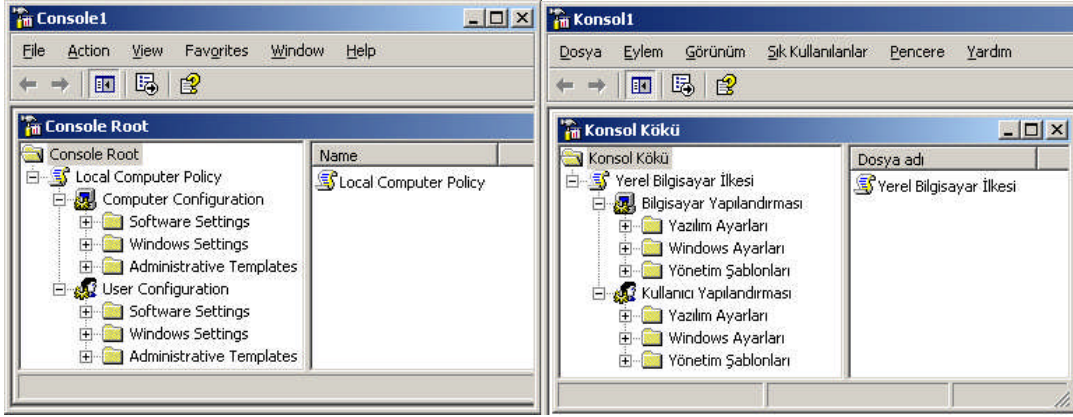 Console1
File Action View Favorites Window Help
Console Root
Console Root
Local Computer Policy
Computer Configuration
Software Settings
Windows Settings
Administrative Templates
User Configuration
Software Settings
Windows Settings
Administrative Templates
Name
Local Computer Policy
Konsol1
Dosya Eylem Görünüm Sık Kullanılanlar Pencere Yardım
Konsol Kökü
Konsol Kökü
Yerel Bilgisayar İlkesi
Bilgisayar Yapılandırması
Yazılım Ayarları
Windows Ayarları
Yönetim Şablonları
Kullanıcı Yapılandırması
Yazılım Ayarları
Windows Ayarları
Yönetim Şablonları
Dosya adı
Yerel Bilgisayar İlkesi